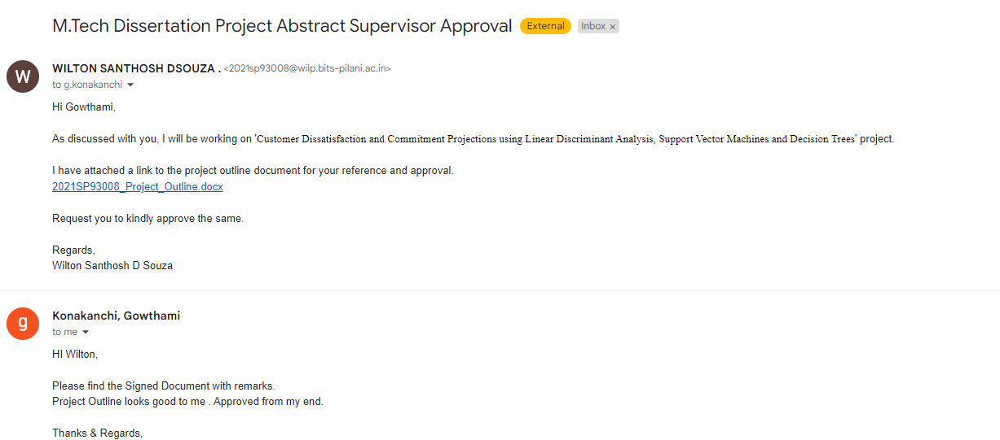 M.Tech Dissertation Project Abstract Supervisor Approval External Inbox ×
W WILTON SANTHOSH DSOUZA . <2021sp93008@wilp.bits-pilani.ac.in>
to g.konakanchi
Hi Gowthami,
As discussed with you, I will be working on 'Customer Dissatisfaction and Commitment Projections using Linear Discriminant Analysis, Support Vector Machines and Decision Trees' project.
I have attached a link to the project outline document for your reference and approval.
2021SP93008_Project_Outline.docx
Request you to kindly approve the same.
Regards,
Wilton Santhosh D Souza
g Konakanchi, Gowthami
to me
HI Wilton,
Please find the Signed Document with remarks.
Project Outline looks good to me . Approved from my end.
Thanks & Regards,